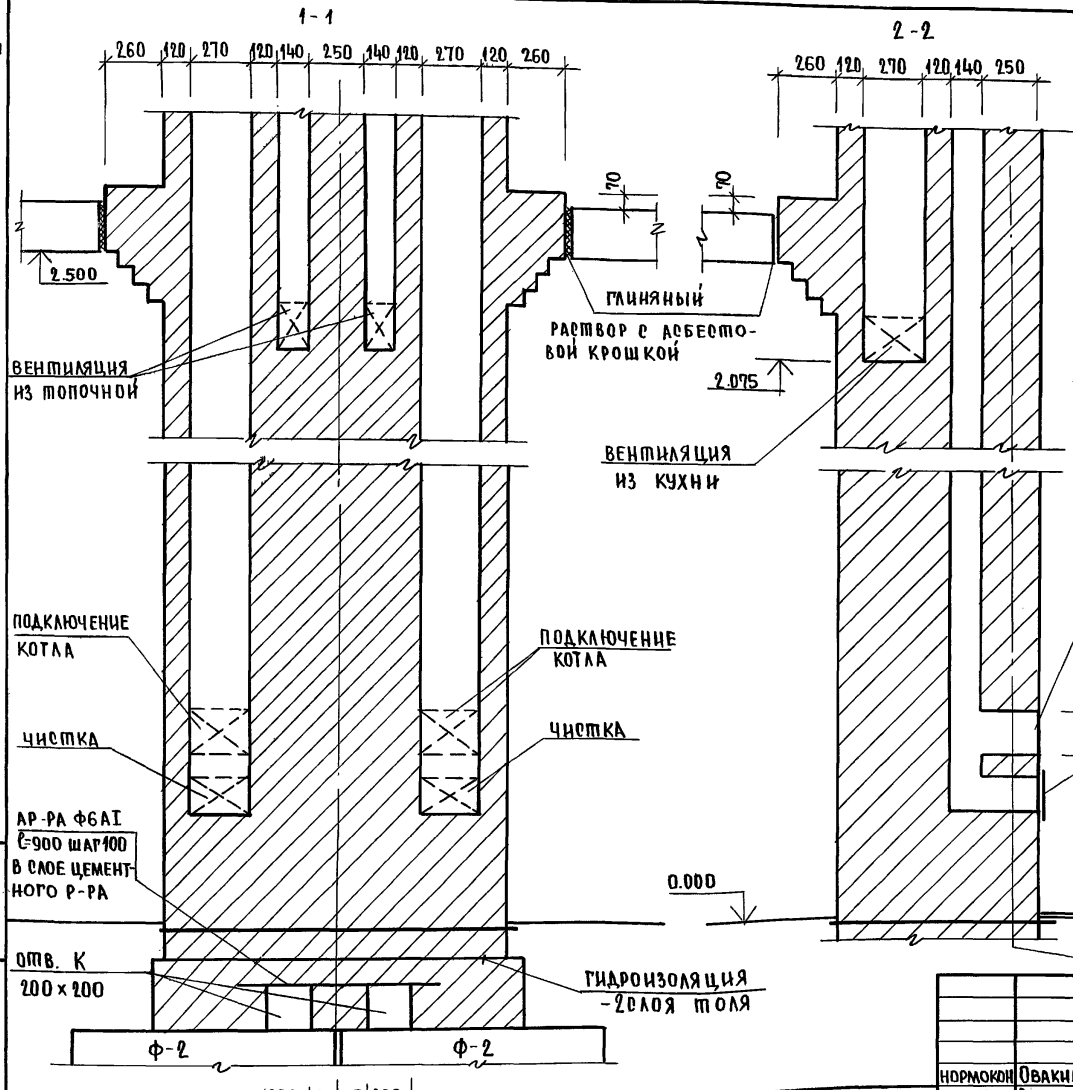 1-1
2-2
260 120 270 120 140 250 140 120 270 120 260
260 120 270 120 140 250
70
70
2.500
ГЛИНЯНЫЙ
РАСТВОР С АСБЕСТО-
ВОЙ КРОШКОЙ
ВЕНТИЛЯЦИЯ
ИЗ ТОПОЧНОЙ
2.075
ВЕНТИЛЯЦИЯ
ИЗ КУХНИ
ПОДКЛЮЧЕНИЕ
КОТЛА
ПОДКЛЮЧЕНИЕ
КОТЛА
ЧИСТКА
ЧИСТКА
АР-РА Ф6АI
ℓ=900 ШАГ100
В СЛОЕ ЦЕМЕНТ-
НОГО Р-РА
0.000
ОТВ. К
200 x 200
ГИДРОИЗОЛЯЦИЯ
-2СЛОЯ ТОЛЯ
Ф-2
Ф-2
НОРМОКОН ОВАКИ